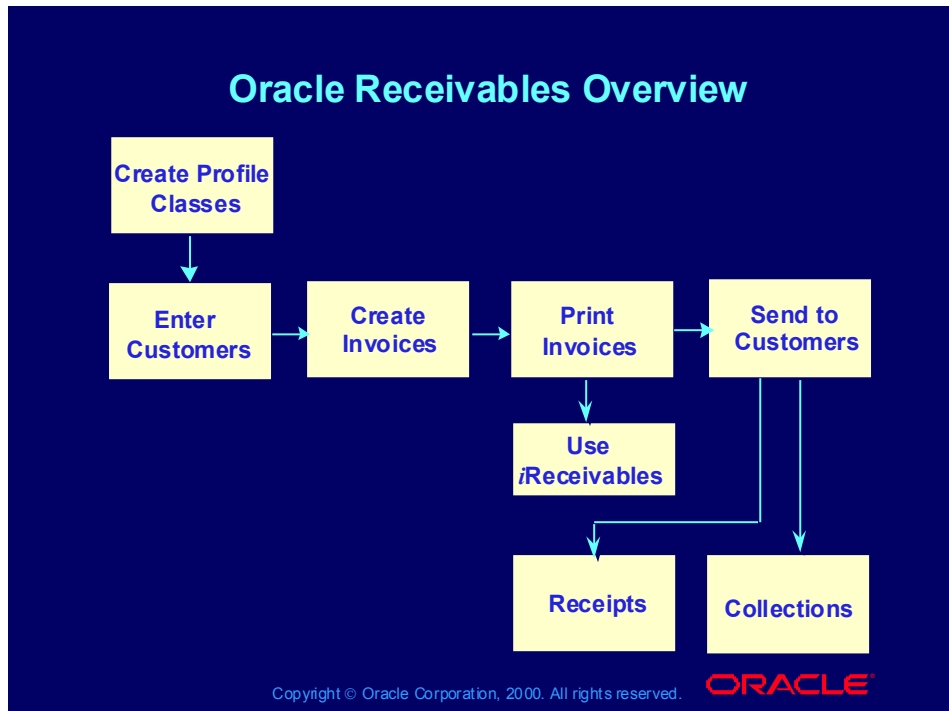 Oracle Receivables Overview
Create Profile
Classes
Enter
Customers
Create
Invoices
Print
Invoices
Send to
Customers
Use
iReceivables
Receipts
Collections
Copyright © Oracle Corporation, 2000. All rights reserved.
ORACLE®